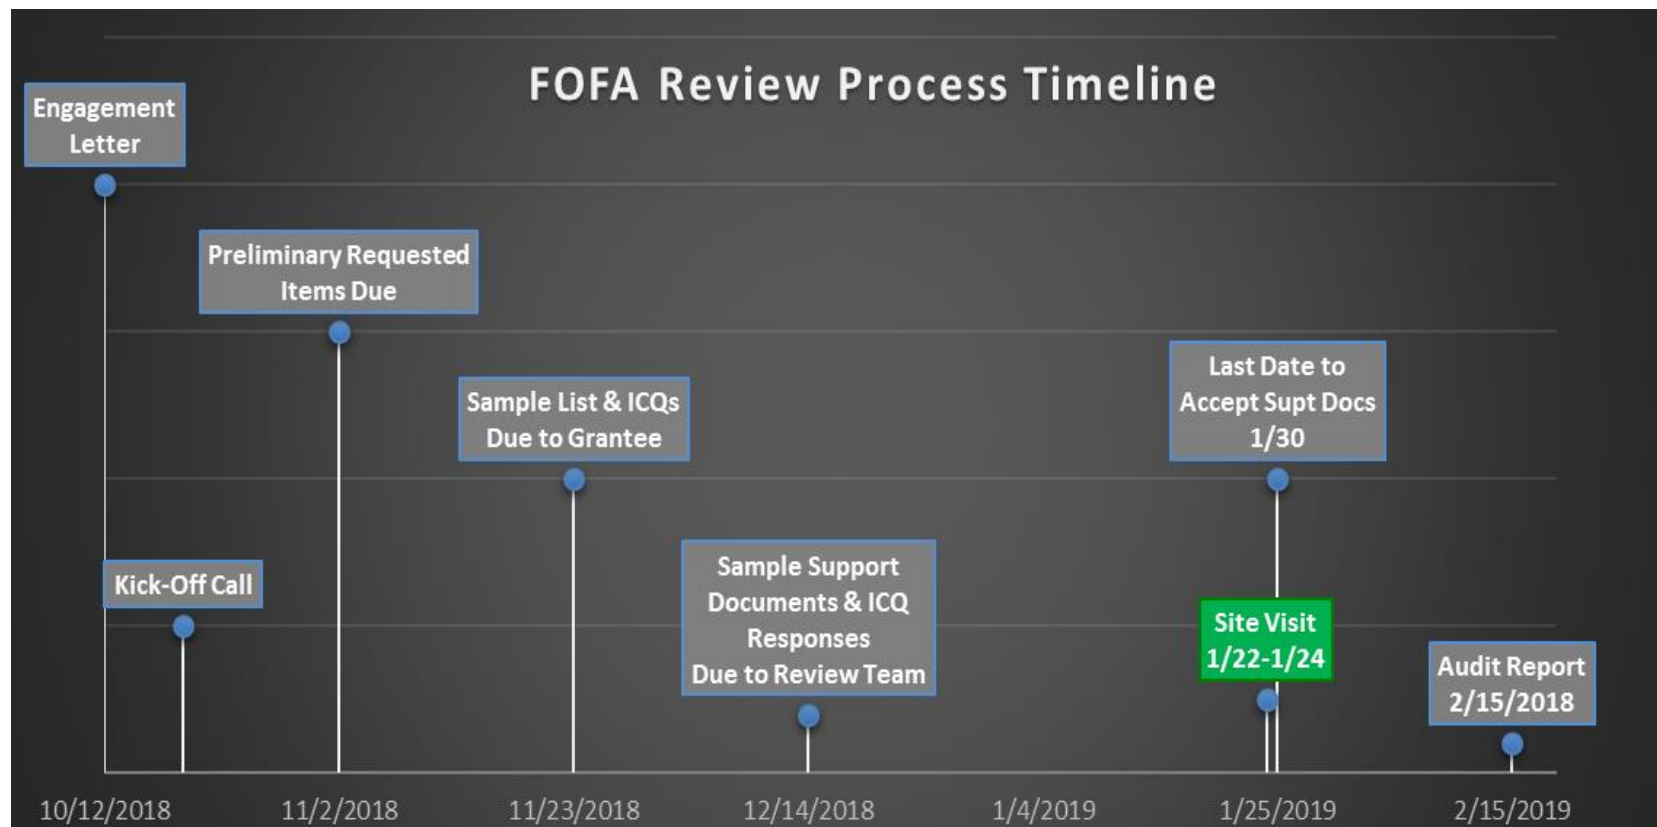 FOFA Review Process Timeline
Engagement
Letter
Preliminary Requested
Items Due
Sample List & ICQs
Due to Grantee
Last Date to
Accept Supt Docs
1/30
Kick-Off Call
Sample Support
Documents & ICQ
Responses
Due to Review Team
Site Visit
1/22-1/24
Audit Report
2/15/2018
10/12/2018
11/2/2018
11/23/2018
12/14/2018
1/4/2019
1/25/2019
2/15/2019